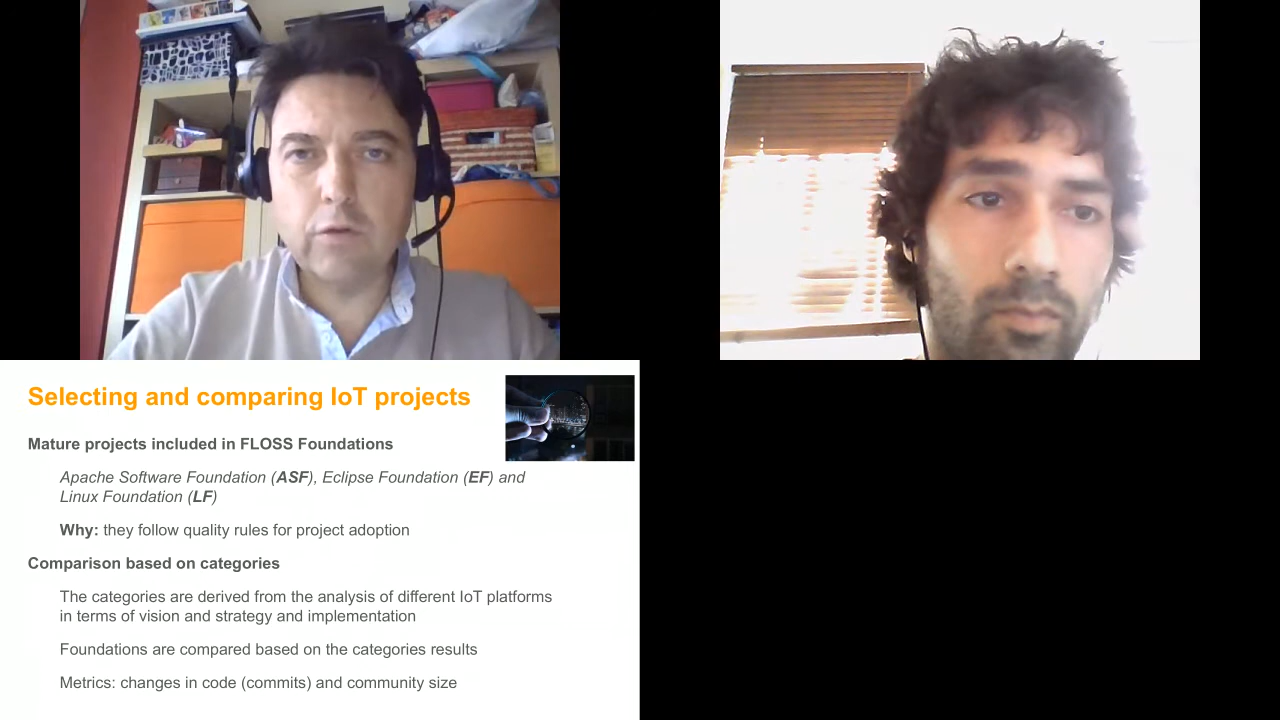 Selecting and comparing IoT projects
Mature projects included in FLOSS Foundations
Apache Software Foundation (ASF), Eclipse Foundation (EF) and
Linux Foundation (LF)
Why: they follow quality rules for project adoption
Comparison based on categories
The categories are derived from the analysis of different IoT platforms
in terms of vision and strategy and implementation
Foundations are compared based on the categories results
Metrics: changes in code (commits) and community size